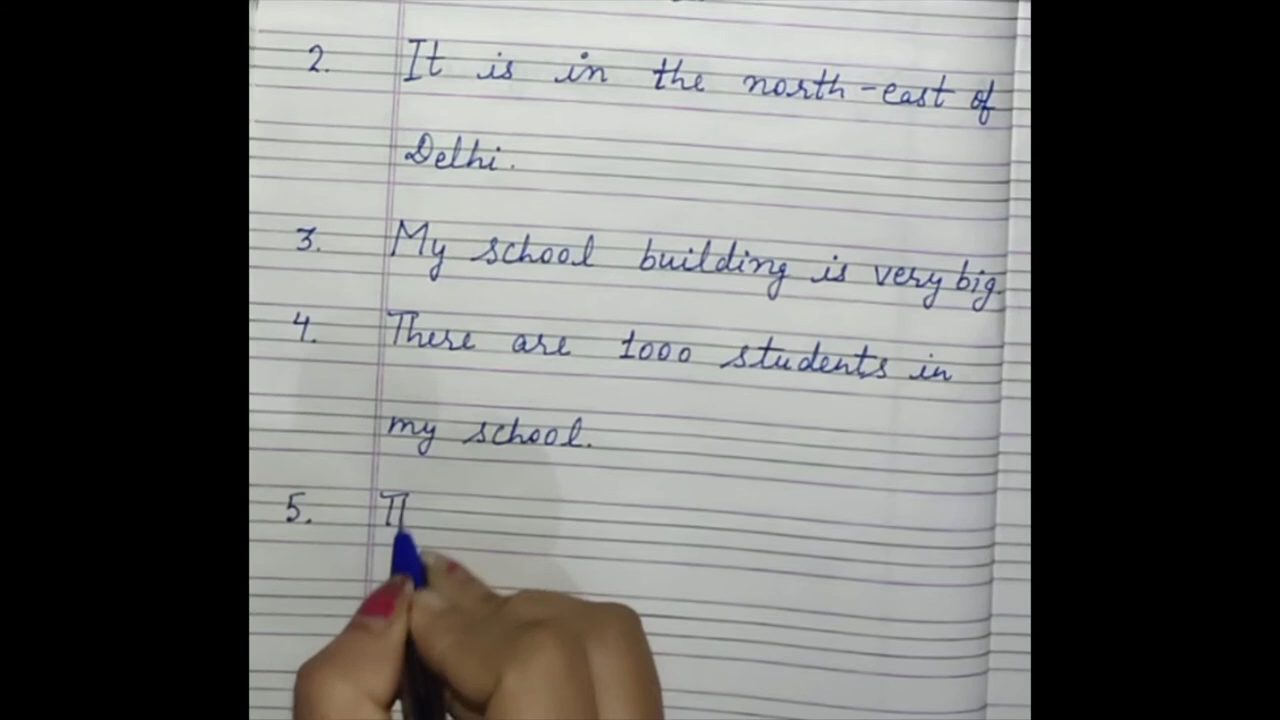 2. It is in the north-east of
Delhi.
3. My school building is very big.
4. There are 1000 students in
my school.
5. T